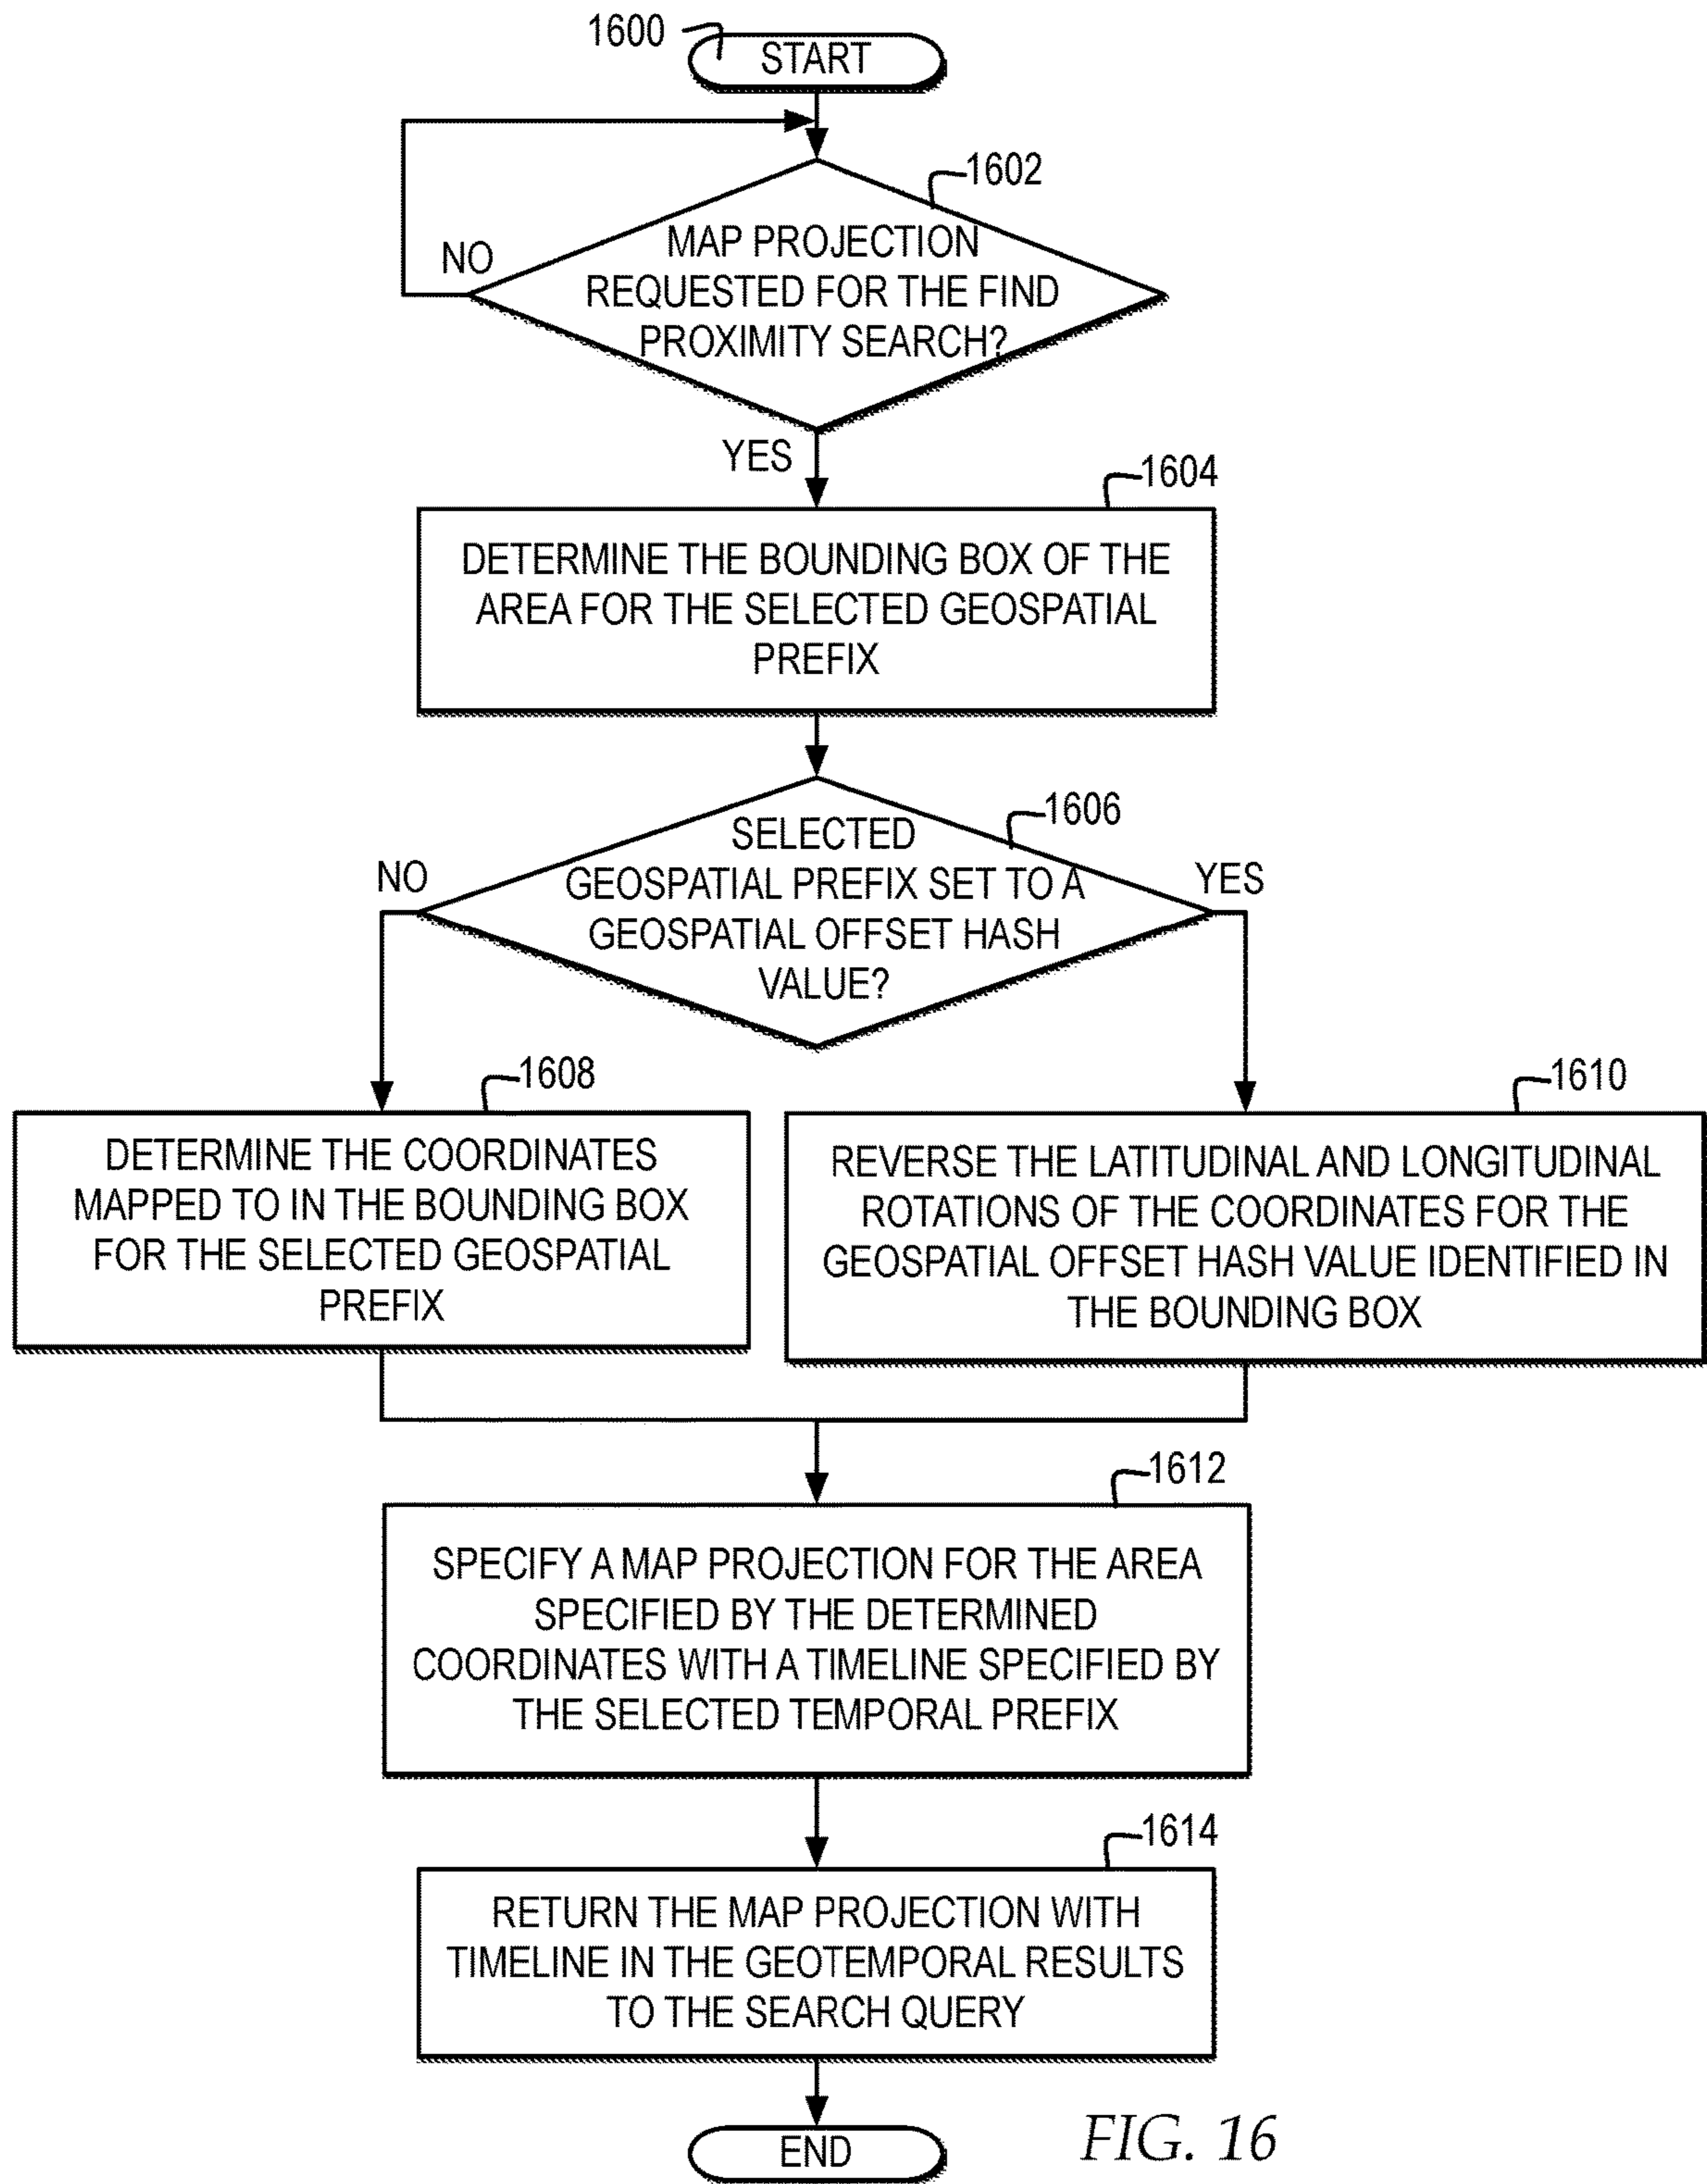 1600
START
1602
MAP PROJECTION
REQUESTED FOR THE FIND
PROXIMITY SEARCH?
NO
YES
1604
DETERMINE THE BOUNDING BOX OF THE
AREA FOR THE SELECTED GEOSPATIAL
PREFIX
1606
SELECTED
GEOSPATIAL PREFIX SET TO A
GEOSPATIAL OFFSET HASH
VALUE?
NO
YES
1608
DETERMINE THE COORDINATES
MAPPED TO IN THE BOUNDING BOX
FOR THE SELECTED GEOSPATIAL
PREFIX
1610
REVERSE THE LATITUDINAL AND LONGITUDINAL
ROTATIONS OF THE COORDINATES FOR THE
GEOSPATIAL OFFSET HASH VALUE IDENTIFIED IN
THE BOUNDING BOX
1612
SPECIFY A MAP PROJECTION FOR THE AREA
SPECIFIED BY THE DETERMINED
COORDINATES WITH A TIMELINE SPECIFIED BY
THE SELECTED TEMPORAL PREFIX
1614
RETURN THE MAP PROJECTION WITH
TIMELINE IN THE GEOTEMPORAL RESULTS
TO THE SEARCH QUERY
END
FIG. 16